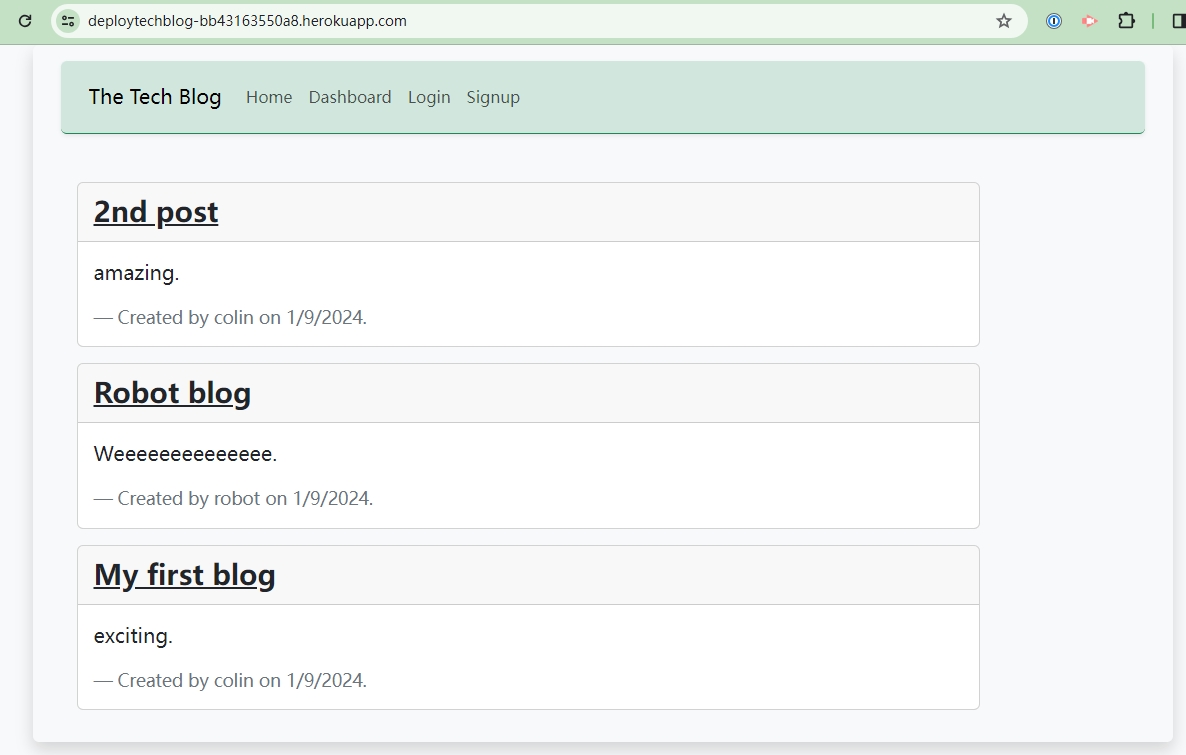 deploytechblog-bb43163550a8.herokuapp.com
The Tech Blog Home Dashboard Login Signup
2nd post
amazing.
— Created by colin on 1/9/2024.
Robot blog
Weeeeeeeeeeeeee.
— Created by robot on 1/9/2024.
My first blog
exciting.
— Created by colin on 1/9/2024.